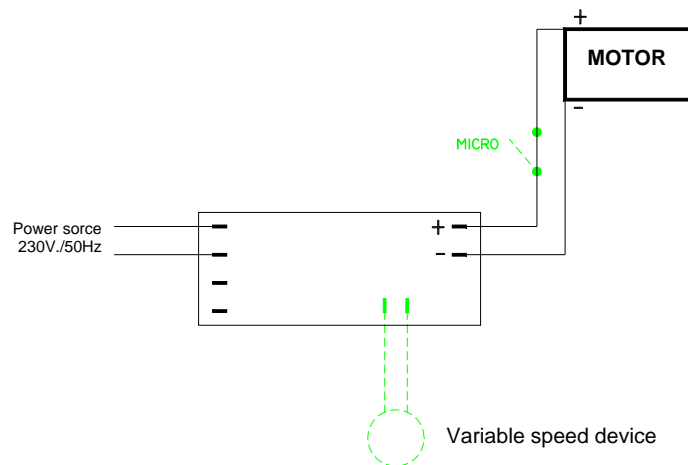 +
MOTOR
-
MICRO
Power sorce
230V./50Hz
+
-
Variable speed device